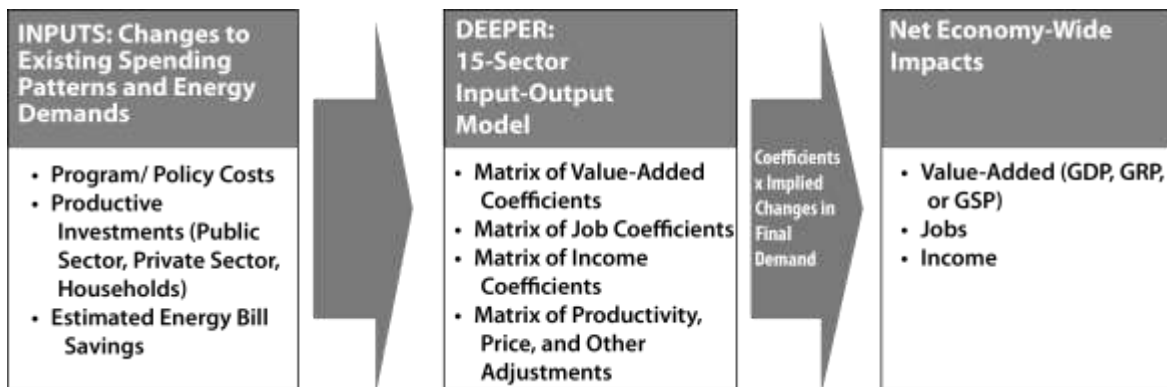 INPUTS: Changes to
Existing Spending
Patterns and Energy
Demands
• Program/ Policy Costs
• Productive
Investments (Public
Sector, Private Sector,
Households)
• Estimated Energy Bill
Savings
DEEPER:
15-Sector
Input-Output
Model
• Matrix of Value-Added
Coefficients
• Matrix of Job Coefficients
• Matrix of Income
Coefficients
• Matrix of Productivity,
Price, and Other
Adjustments
Coefficients
x Implied
Changes in
Final
Demand
Net Economy-Wide
Impacts
• Value-Added (GDP, GRP,
or GSP)
• Jobs
• Income